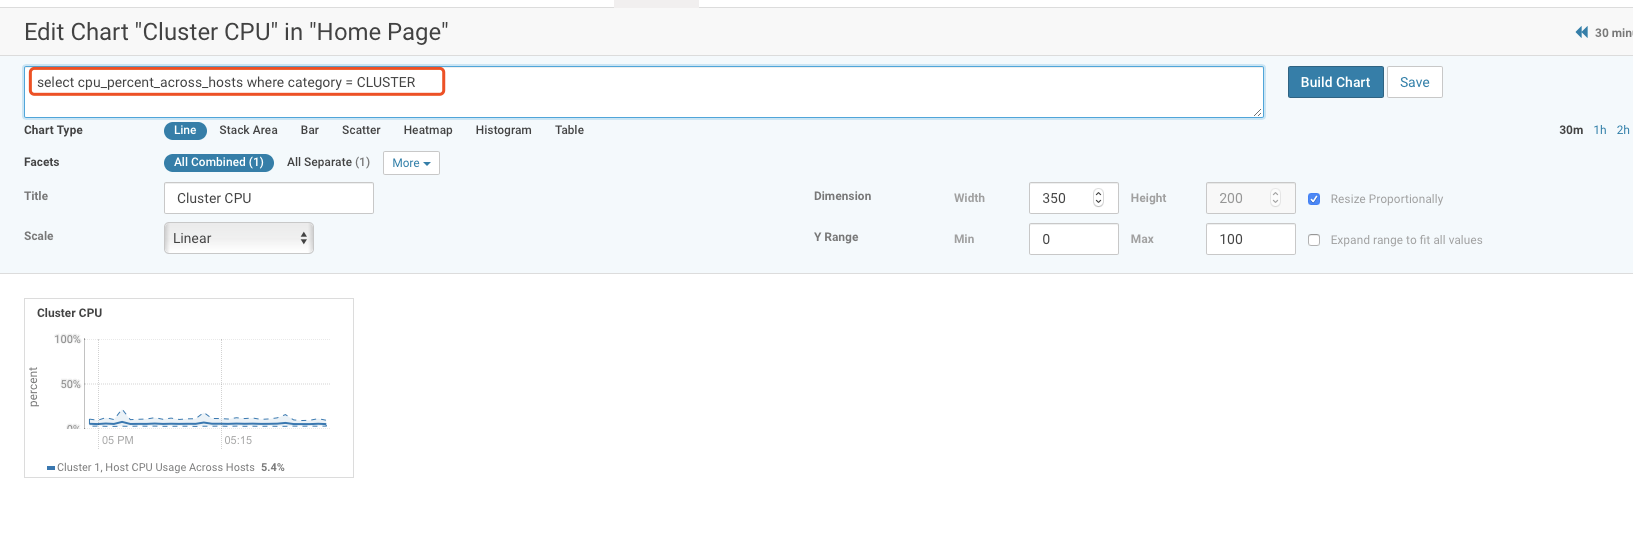 Edit Chart "Cluster CPU" in "Home Page"
30 minu
select cpu_percent_across_hosts where category = CLUSTER
Build Chart Save
Chart Type Line Stack Area Bar Scatter Heatmap Histogram Table 30m 1h 2h
Facets All Combined (1) All Separate (1) More
Title Cluster CPU Dimension Width 350 Height 200 Resize Proportionally
Scale Linear Y Range Min 0 Max 100 Expand range to fit all values
Cluster CPU
100%
50%
0%
percent
05 PM 05:15
Cluster 1, Host CPU Usage Across Hosts 5.4%